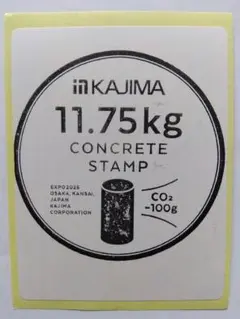 KAJIMA
11.75kg
CONCRETE
STAMP
EXPO2025
OSAKA, KANSAI,
JAPAN
KAJIMA
CORPORATION
CO₂
-100g